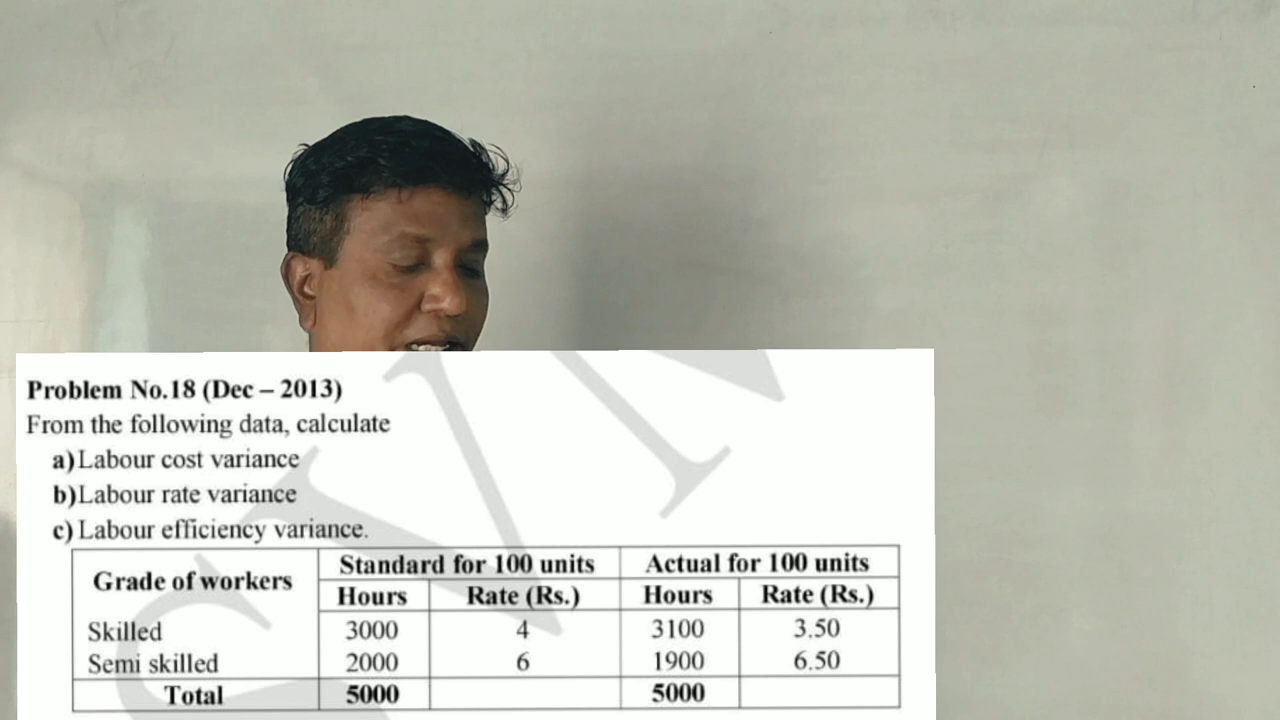 Problem No.18 (Dec – 2013)
From the following data, calculate
a) Labour cost variance
b) Labour rate variance
c) Labour efficiency variance.
Grade of workers Standard for 100 units Actual for 100 units
Hours Rate (Rs.) Hours Rate (Rs.)
Skilled 3000 4 3100 3.50
Semi skilled 2000 6 1900 6.50
Total 5000 5000